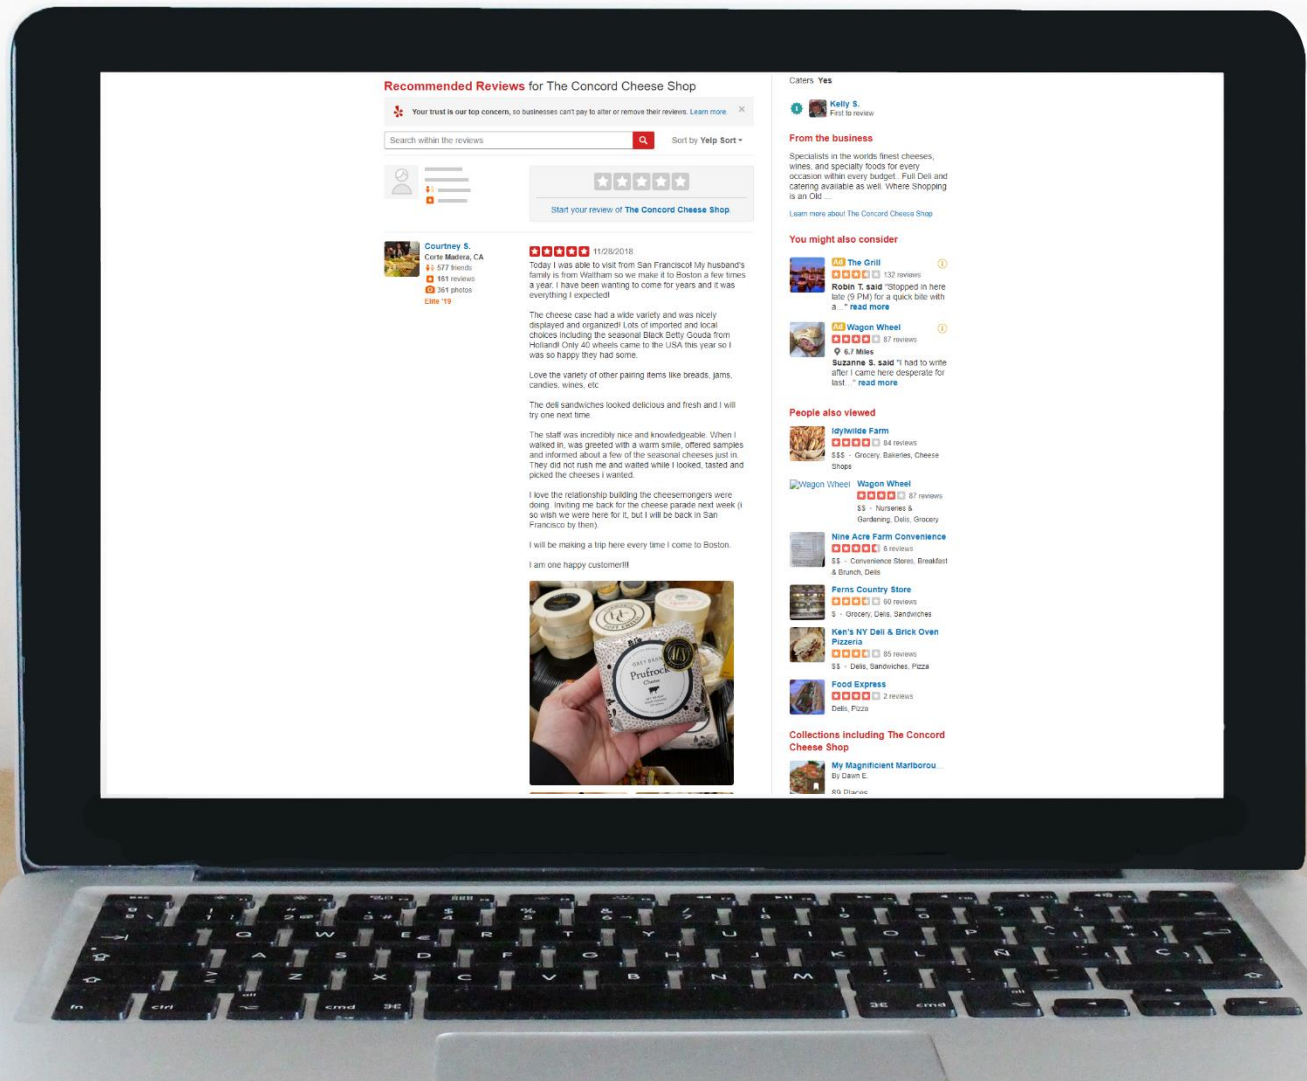 Recommended Reviews for The Concord Cheese Shop
Your trust is our top concern, so businesses can't pay to alter or remove their reviews. Learn more.
Search within the reviews
Sort by Yelp Sort
Start your review of The Concord Cheese Shop.
Courtney S.
Corte Madera, CA
577 friends
161 reviews
361 photos
Elite '19
11/28/2018
Today I was able to visit from San Francisco! My husband's
family is from Waltham so we make it to Boston a few times
a year. I have been wanting to come for years and it was
everything I expected!
The cheese case had a wide variety and was nicely
displayed and organized! Lots of imported and local
choices including the seasonal Black Betty Gouda from
Holland! Only 40 wheels came to the USA this year so I
was so happy they had some.
Love the variety of other pairing items like breads, jams,
candies, wines, etc
The deli sandwiches looked delicious and fresh and I will
try one next time.
The staff was incredibly nice and knowledgeable. When I
walked in, was greeted with a warm smile, offered samples
and informed about a few of the seasonal cheeses just in.
They did not rush me and waited while I looked, tasted and
picked the cheeses i wanted.
I love the relationship building the cheesemongers were
doing. Inviting me back for the cheese parade next week (i
so wish we were here for it, but I will be back in San
Francisco by then).
I will be making a trip here every time I come to Boston.
I am one happy customer!!!
GREY BARN
Prufrock
Cheese
Caters Yes
Kelly S.
First to review
From the business
Specialists in the worlds finest cheeses,
wines, and specialty foods for every
occasion within every budget.. Full Deli and
catering available as well. Where Shopping
is an Old ...
Learn more about The Concord Cheese Shop
You might also consider
Ad The Grill
132 reviews
Robin T. said "Stopped in here
late (9 PM) for a quick bite with
a…" read more
Ad Wagon Wheel
87 reviews
6.7 Miles
Suzanne S. said "I had to write
after I came here desperate for
last…" read more
People also viewed
Idylwilde Farm
84 reviews
$$$ · Grocery, Bakeries, Cheese
Shops
Wagon Wheel
Wagon Wheel
87 reviews
$$ · Nurseries &
Gardening, Delis, Grocery
Nine Acre Farm Convenience
6 reviews
$$ · Convenience Stores, Breakfast
& Brunch, Delis
Ferns Country Store
60 reviews
$ · Grocery, Delis, Sandwiches
Ken's NY Deli & Brick Oven
Pizzeria
85 reviews
$$ · Delis, Sandwiches, Pizza
Food Express
2 reviews
Delis, Pizza
Collections including The Concord
Cheese Shop
My Magnificient Marlborou…
By Dawn E.
89 Places
Q W E € R T Y U I O P
A S D F G H J K L Ñ
Z X C V B N M
fn ctrl alt cmd cmd alt